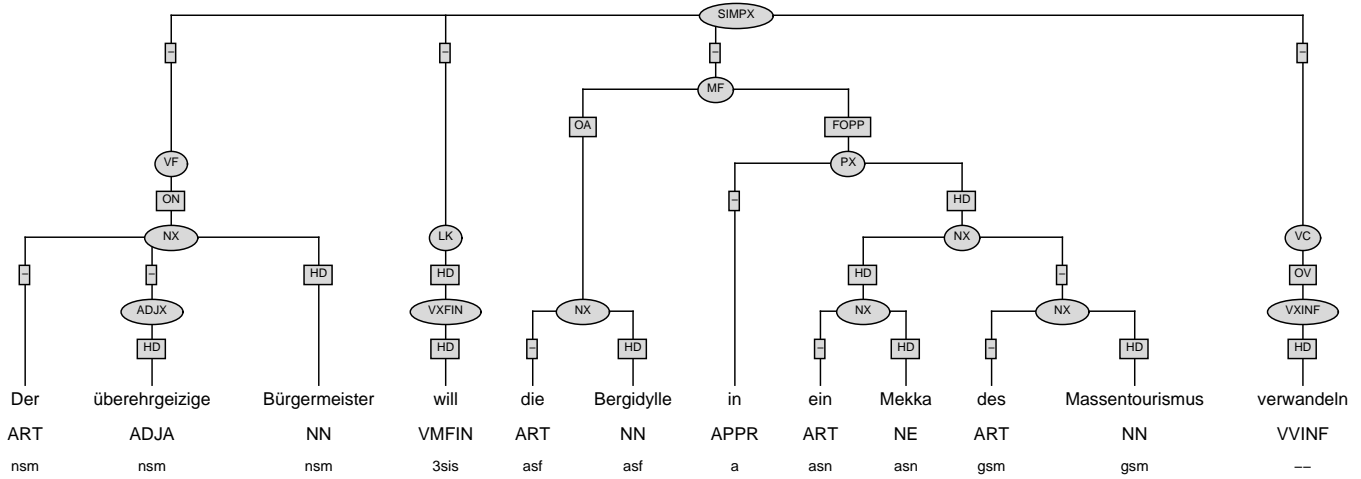 SIMPX
– – – –
MF
OA FOPP
VF PX
ON – HD
NX LK NX VC
– – HD HD HD – OV
ADJX VXFIN NX NX NX VXINF
HD HD – HD – HD – HD HD
Der überehrgeizige Bürgermeister will die Bergidylle in ein Mekka des Massentourismus verwandeln
ART ADJA NN VMFIN ART NN APPR ART NE ART NN VVINF
nsm nsm nsm 3sis asf asf a asn asn gsm gsm −−